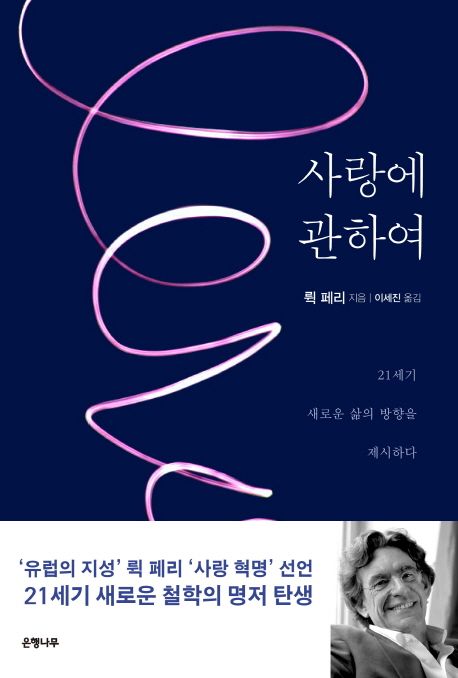 사랑에
관하여
뤽 페리 지음 | 이세진 옮김
21세기
새로운 삶의 방향을
제시하다
‘유럽의 지성’ 뤽 페리 ‘사랑 혁명’ 선언
21세기 새로운 철학의 명저 탄생
은행나무